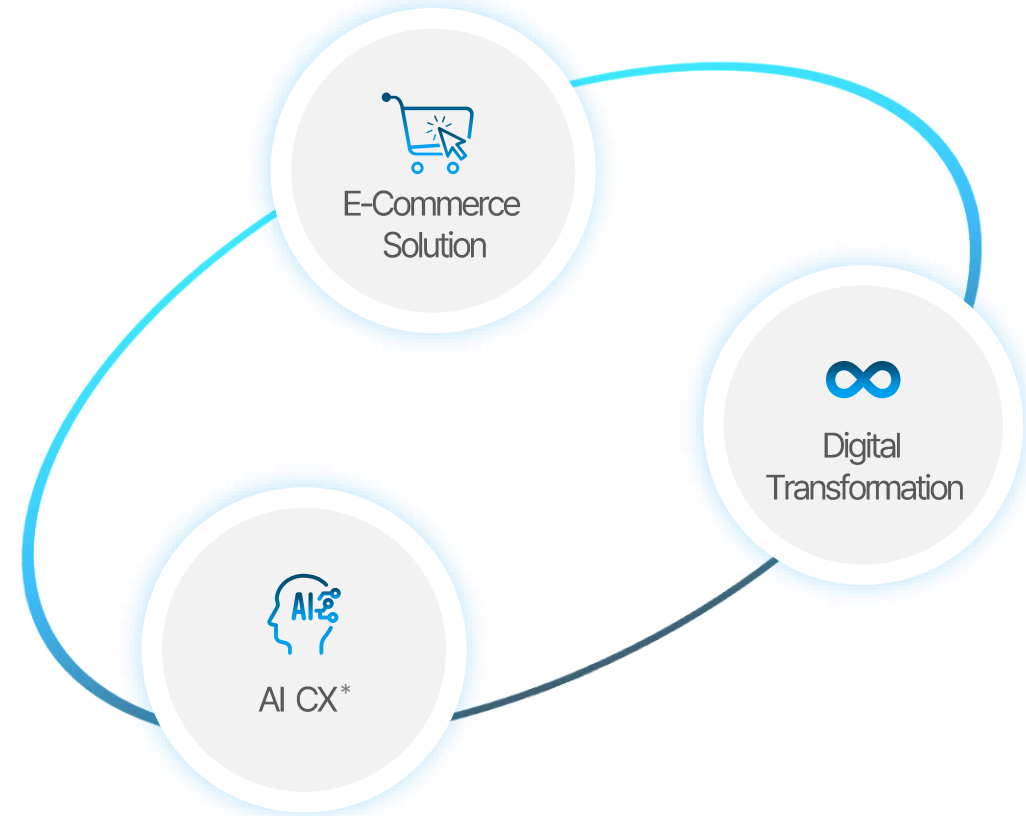 E-Commerce
Solution
Digital
Transformation
AI
AI CX*